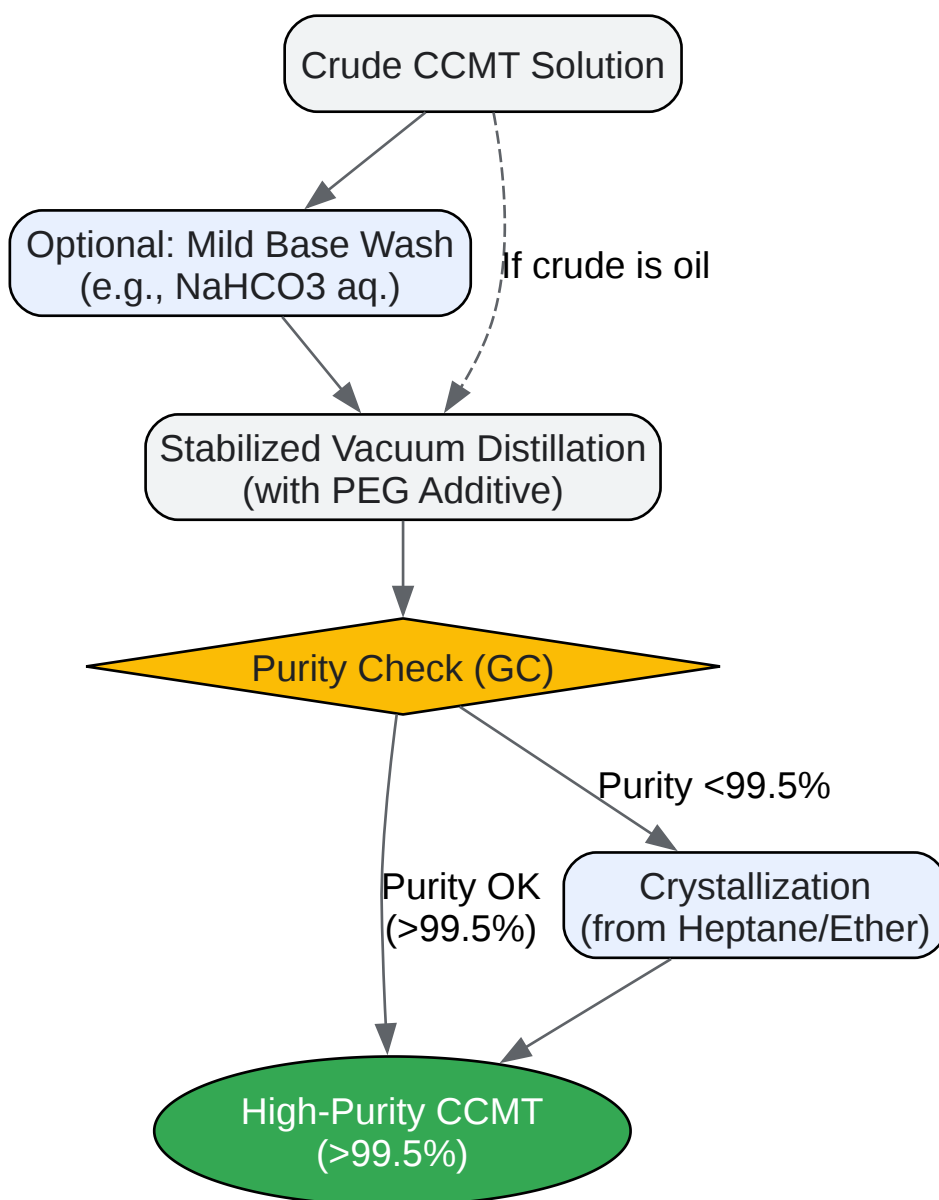 Crude CCMT Solution
Optional: Mild Base Wash
(e.g., NaHCO3 aq.)
If crude is oil
Stabilized Vacuum Distillation
(with PEG Additive)
Purity Check (GC)
Purity <99.5%
Purity OK
(>99.5%)
Crystallization
(from Heptane/Ether)
High-Purity CCMT
(>99.5%)